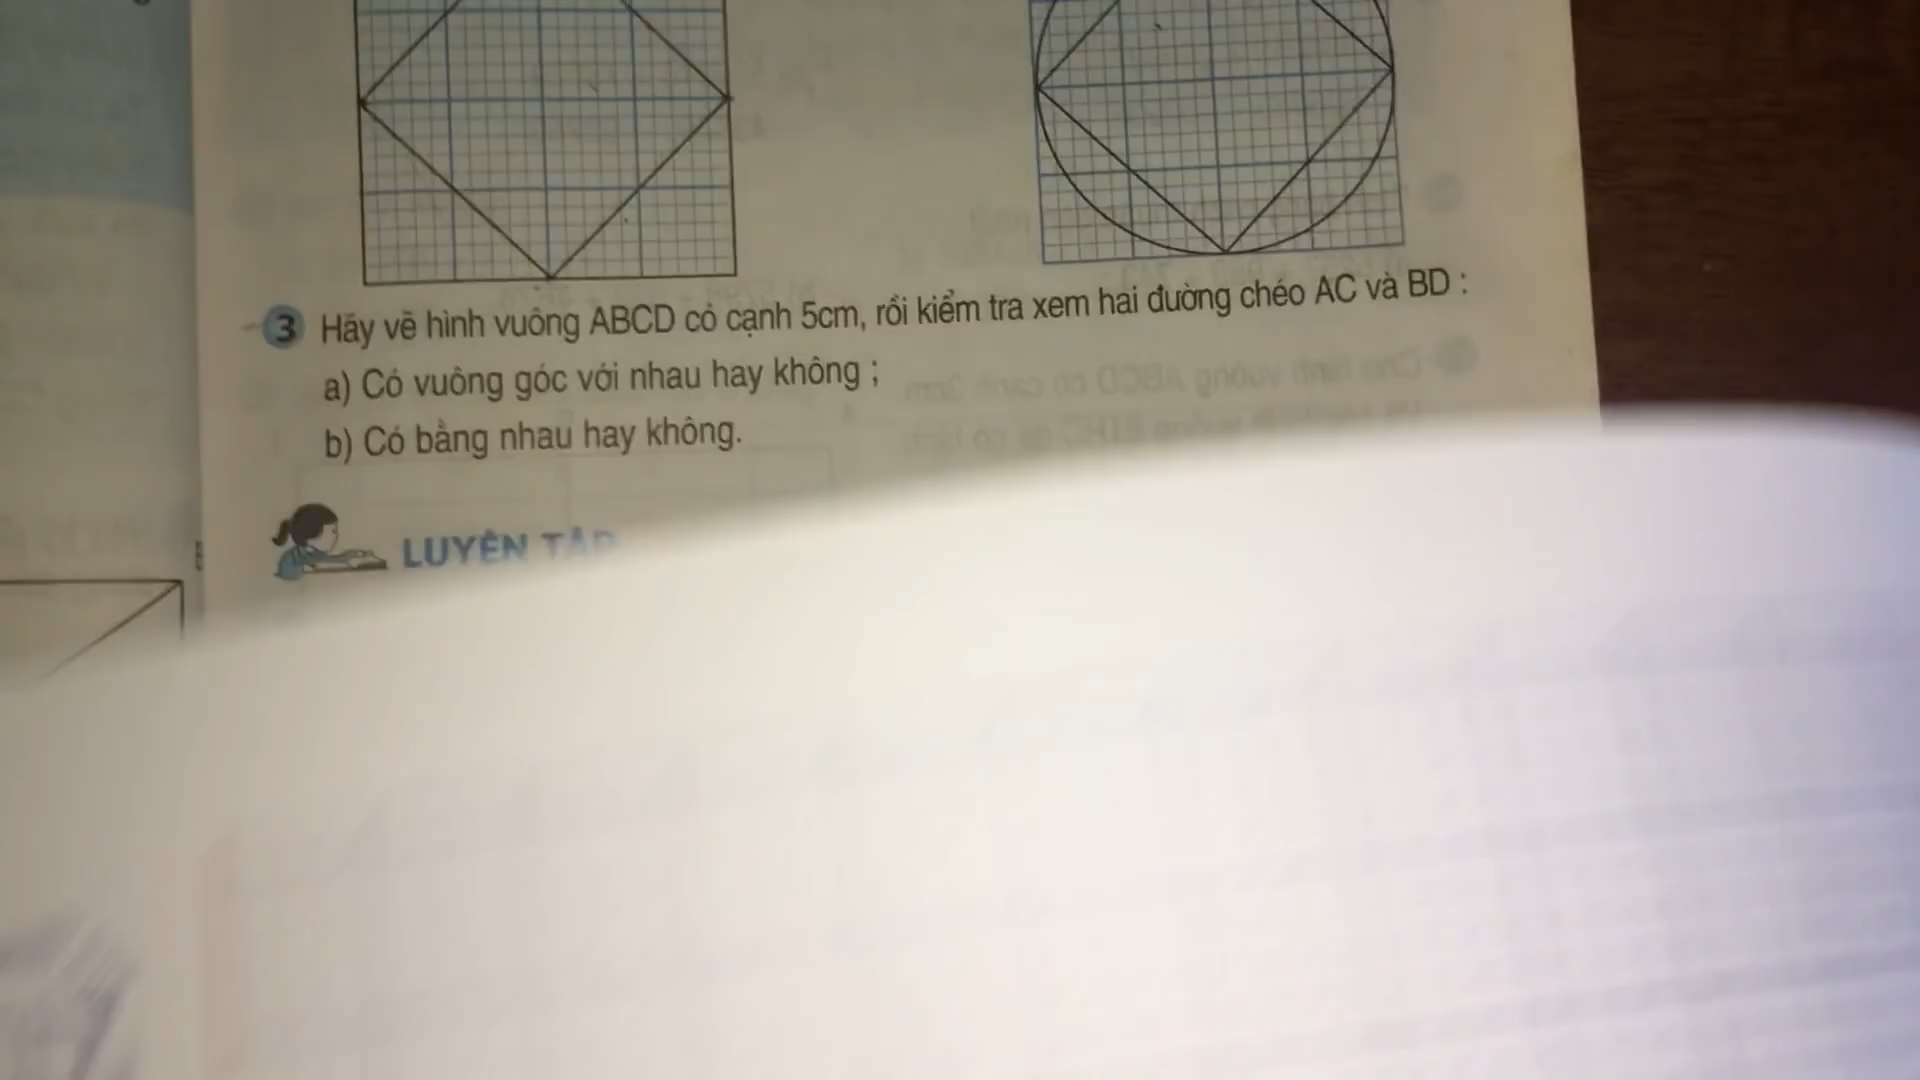 3 Hãy vẽ hình vuông ABCD có cạnh 5cm, rồi kiểm tra xem hai đường chéo AC và BD :
a) Có vuông góc với nhau hay không ;
b) Có bằng nhau hay không.
LUYỆN TẬP